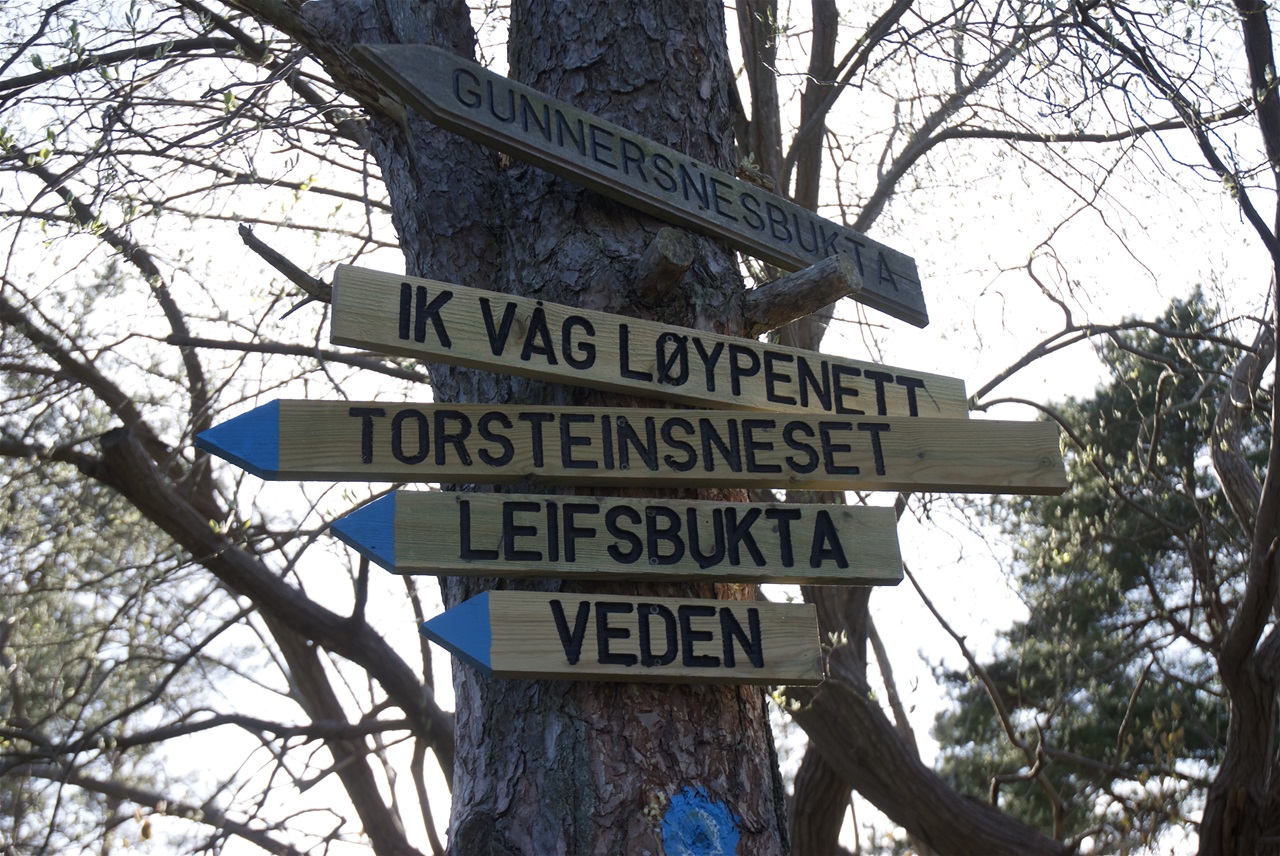 GUNNERSNESBUKTA
IK VÅG LØYPENETT
TORSTEINSNESET
LEIFSBUKTA
VEDEN